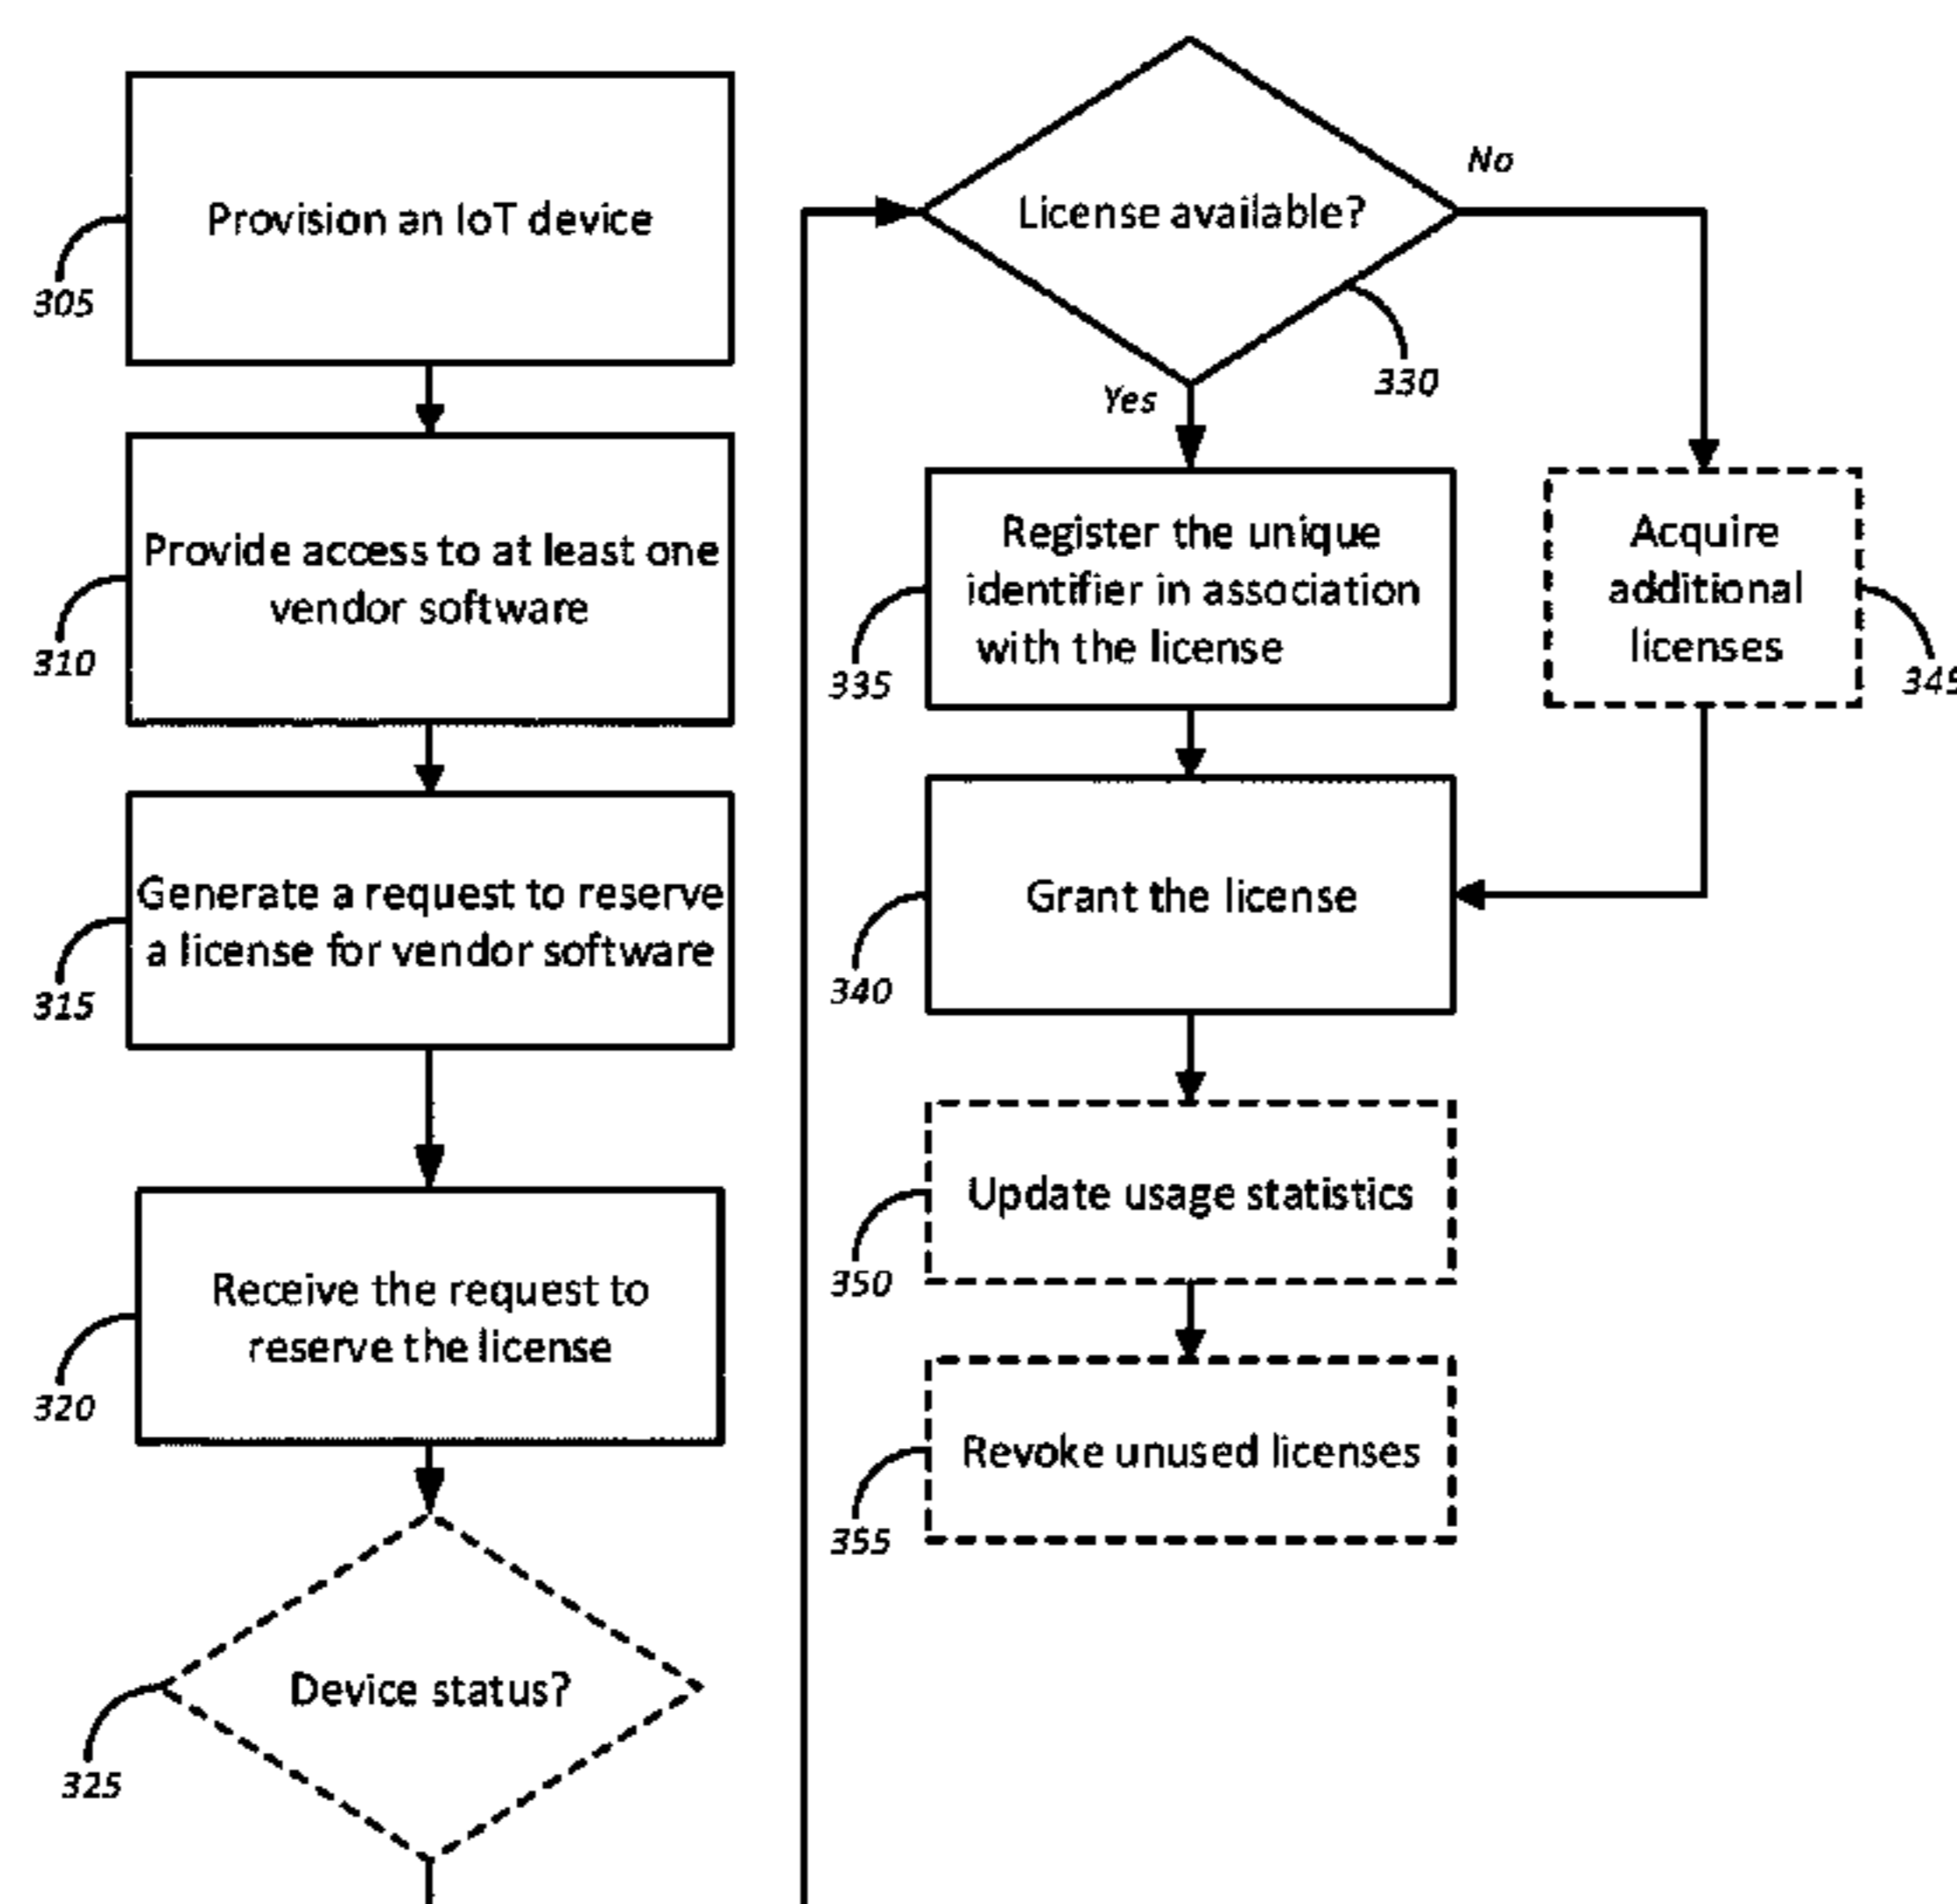 Provision an IoT device
305
Provide access to at least one
vendor software
310
Generate a request to reserve
a license for vendor software
315
Receive the request to
reserve the license
320
Device status?
325
License available?
No
Yes
330
Register the unique
identifier in association
with the license
335
Acquire
additional
licenses
345
Grant the license
340
Update usage statistics
350
Revoke unused licenses
355